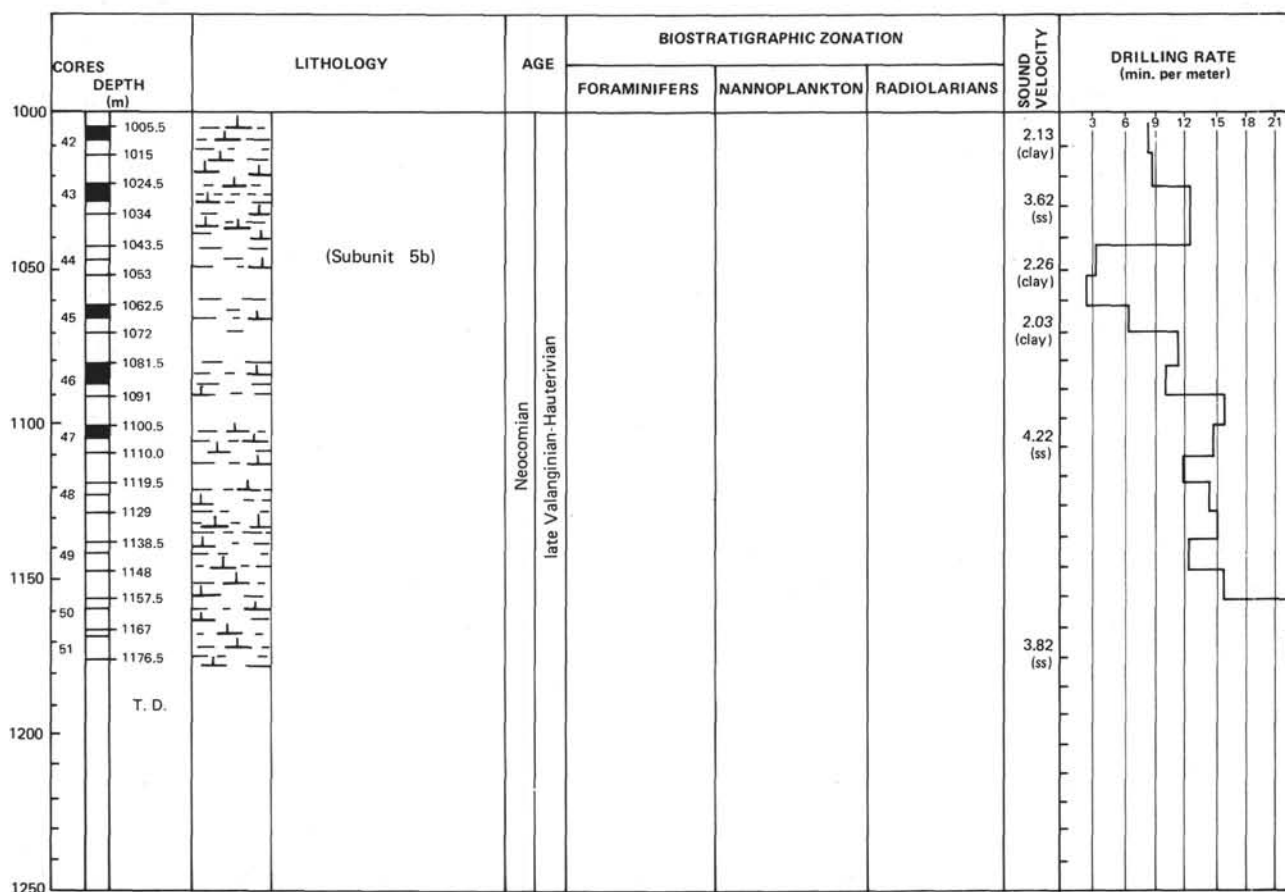 CORES
DEPTH
(m)
LITHOLOGY
AGE
BIOSTRATIGRAPHIC ZONATION
FORAMINIFERS
NANNOPLANKTON
RADIOLARIANS
SOUND
VELOCITY
DRILLING RATE
(min. per meter)
3 6 9 12 15 18 21
1000
1050
1100
1150
1200
1250
42
43
44
45
46
47
48
49
50
51
1005.5
1015
1024.5
1034
1043.5
1053
1062.5
1072
1081.5
1091
1100.5
1110.0
1119.5
1129
1138.5
1148
1157.5
1167
1176.5
T. D.
(Subunit 5b)
Neocomian
late Valanginian-Hauterivian
2.13
(clay)
3.62
(ss)
2.26
(clay)
2.03
(clay)
4.22
(ss)
3.82
(ss)